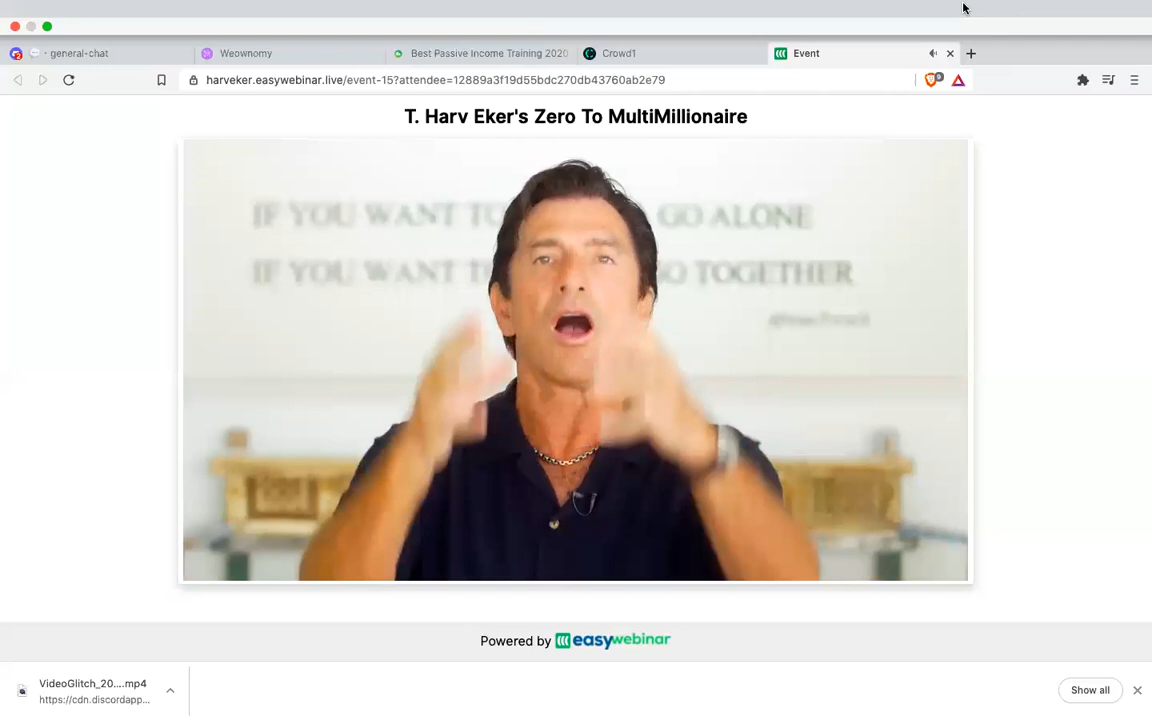 general-chat
Weownomy
Best Passive Income Training 2020
Crowd1
Event
harveker.easywebinar.live/event-15?attendee=12889a3f19d55bdc270db43760ab2e79
T. Harv Eker's Zero To MultiMillionaire
IF YOU WANT TO GO ALONE
IF YOU WANT TO GO TOGETHER
Powered by easywebinar
VideoGlitch_20....mp4
https://cdn.discordapp...
Show all